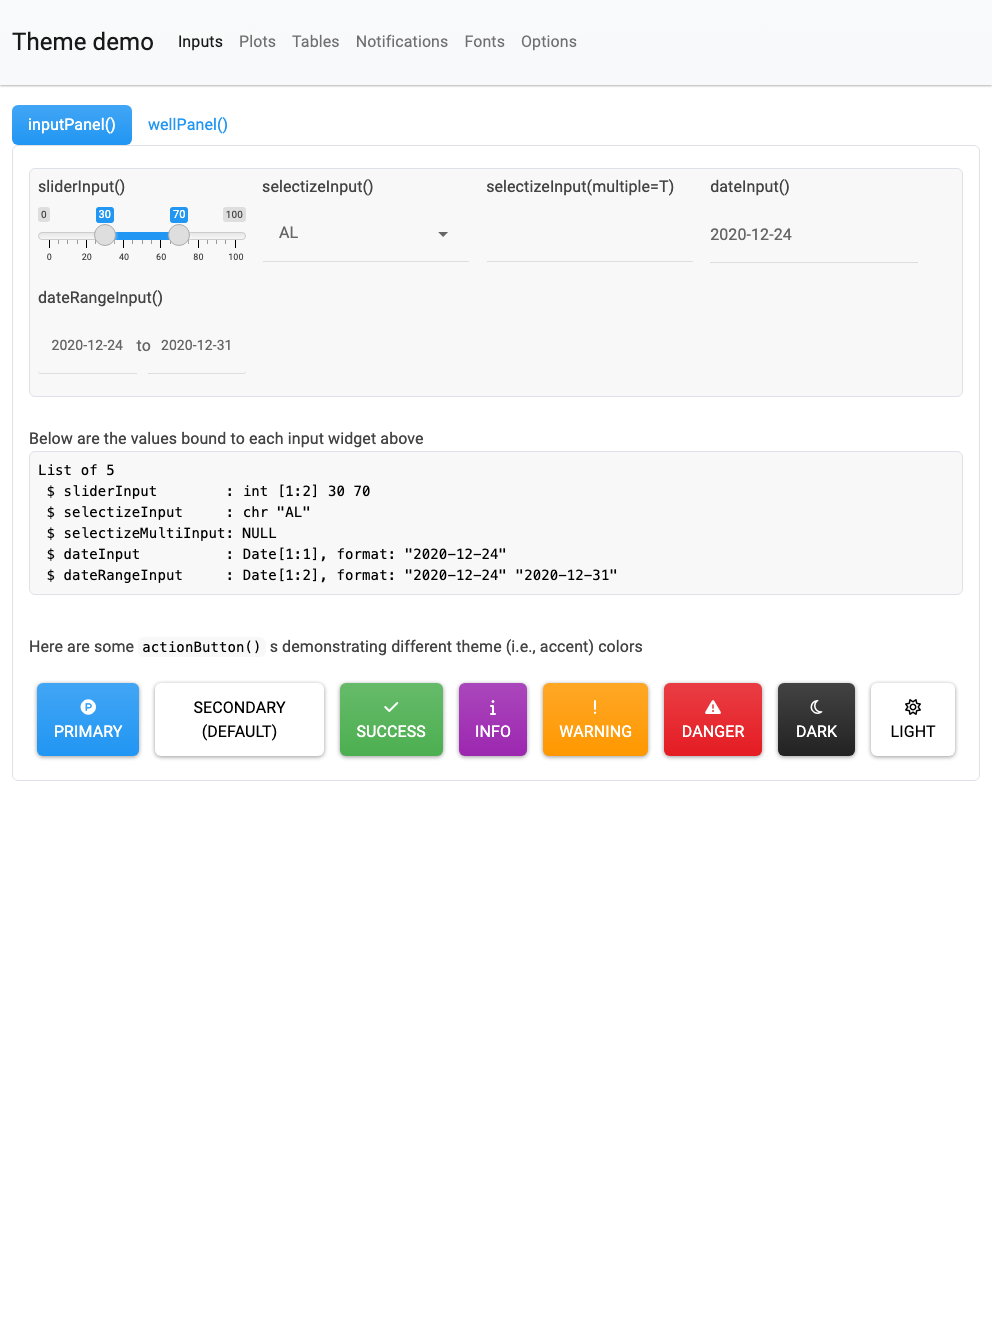 Theme demo Inputs Plots Tables Notifications Fonts Options
inputPanel() wellPanel()
sliderInput() selectizeInput() selectizeInput(multiple=T) dateInput()
0 30 70 100
AL
2020-12-24
0 20 40 60 80 100
dateRangeInput()
2020-12-24 to 2020-12-31
Below are the values bound to each input widget above
List of 5
$ sliderInput : int [1:2] 30 70
$ selectizeInput : chr "AL"
$ selectizeMultiInput: NULL
$ dateInput : Date[1:1], format: "2020-12-24"
$ dateRangeInput : Date[1:2], format: "2020-12-24" "2020-12-31"
Here are some actionButton() s demonstrating different theme (i.e., accent) colors
PRIMARY
SECONDARY
(DEFAULT)
SUCCESS
INFO
WARNING
DANGER
DARK
LIGHT